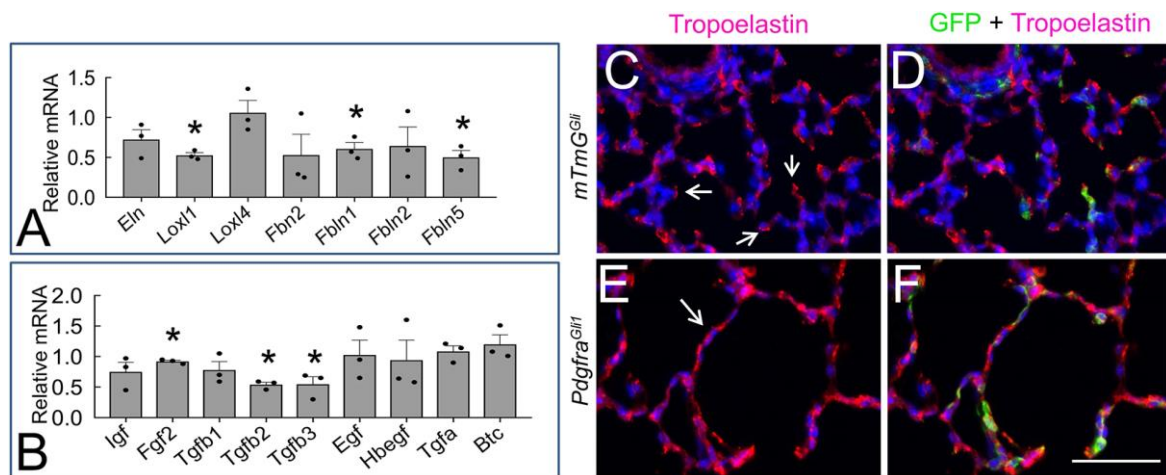 Tropoelastin
GFP + Tropoelastin
Relative mRNA
1.5
1.0
0.5
0.0
*
*
*
Eln
Loxl1
Loxl4
Fbn2
Fbln1
Fbln2
Fbln5
A
Relative mRNA
2.0
1.5
1.0
0.5
0.0
*
*
*
Igf
Fgf2
Tgfb1
Tgfb2
Tgfb3
Egf
Hbegf
Tgfa
Btc
B
mTmG^Gli
C
D
Pdgfra^Gli1
E
F